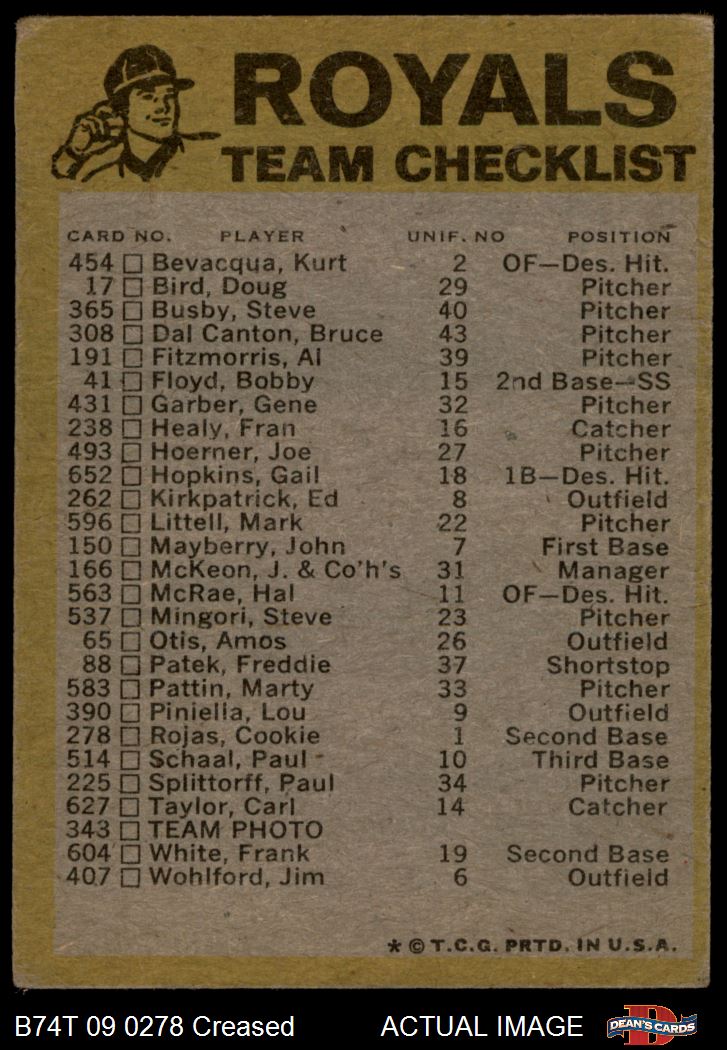 ROYALS
TEAM CHECKLIST
CARD NO. PLAYER UNIF. NO POSITION
454 □ Bevacqua, Kurt 2 OF—Des. Hit.
17 □ Bird, Doug 29 Pitcher
365 □ Busby, Steve 40 Pitcher
308 □ Dal Canton, Bruce 43 Pitcher
191 □ Fitzmorris, Al 39 Pitcher
41 □ Floyd, Bobby 15 2nd Base—SS
431 □ Garber, Gene 32 Pitcher
238 □ Healy, Fran 16 Catcher
493 □ Hoerner, Joe 27 Pitcher
652 □ Hopkins, Gail 18 1B—Des. Hit.
262 □ Kirkpatrick, Ed 8 Outfield
596 □ Littell, Mark 22 Pitcher
150 □ Mayberry, John 7 First Base
166 □ McKeon, J. & Co'h's 31 Manager
563 □ McRae, Hal 11 OF—Des. Hit.
537 □ Mingori, Steve 23 Pitcher
65 □ Otis, Amos 26 Outfield
88 □ Patek, Freddie 37 Shortstop
583 □ Pattin, Marty 33 Pitcher
390 □ Piniella, Lou 9 Outfield
278 □ Rojas, Cookie 1 Second Base
514 □ Schaal, Paul 10 Third Base
225 □ Splittorff, Paul 34 Pitcher
627 □ Taylor, Carl 14 Catcher
343 □ TEAM PHOTO
604 □ White, Frank 19 Second Base
407 □ Wohlford, Jim 6 Outfield
* © T.C.G. PRTD. IN U.S.A.
B74T 09 0278 Creased ACTUAL IMAGE D DEAN'S CARDS